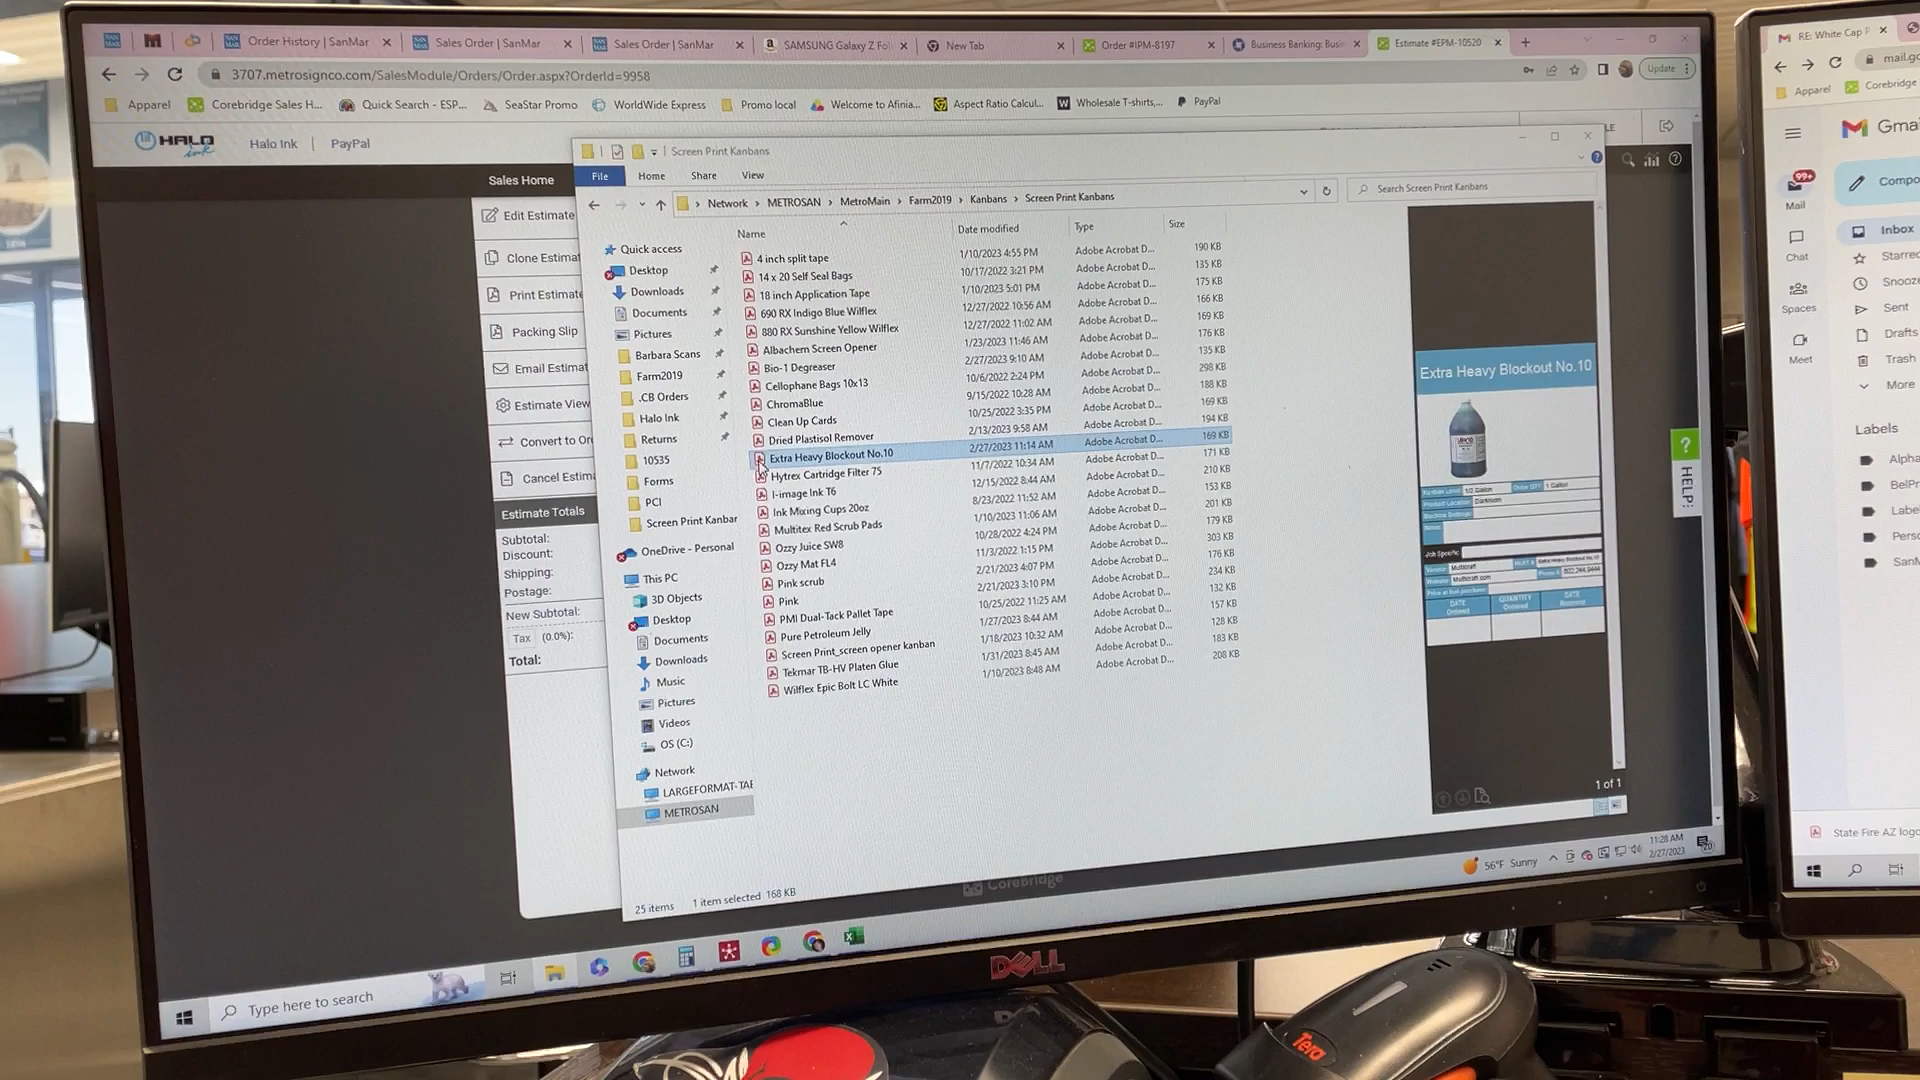 Order History | SanMar
Sales Order | SanMar
Sales Order | SanMar
SAMSUNG Galaxy Z Fol
New Tab
Order #IPM-8197
Business Banking: Busi
Estimate #EPM-10520
3707.metrosignco.com/SalesModule/Orders/Order.aspx?OrderId=9958
Update
Apparel
Corebridge Sales H...
Quick Search - ESP...
SeaStar Promo
WorldWide Express
Promo local
Welcome to Afinia...
Aspect Ratio Calcul...
Wholesale T-shirts,...
PayPal
HALO ink
Halo Ink
PayPal
Sales Home
Edit Estimate
Clone Estimat
Print Estimate
Packing Slip
Email Estimat
Estimate View
Convert to Or
Cancel Estim
Estimate Totals
Subtotal:
Discount:
Shipping:
Postage:
New Subtotal:
Tax (0.0%):
Total:
Screen Print Kanbans
File Home Share View
Network > METROSAN > MetroMain > Farm2019 > Kanbans > Screen Print Kanbans
Search Screen Print Kanbans
Quick access
Desktop
Downloads
Documents
Pictures
Barbara Scans
Farm2019
.CB Orders
Halo Ink
Returns
10535
Forms
PCI
Screen Print Kanbar
OneDrive - Personal
This PC
3D Objects
Desktop
Documents
Downloads
Music
Pictures
Videos
OS (C:)
Network
LARGEFORMAT-TAE
METROSAN
Name Date modified Type Size
4 inch split tape 1/10/2023 4:55 PM Adobe Acrobat D... 190 KB
14 x 20 Self Seal Bags 10/17/2022 3:21 PM Adobe Acrobat D... 135 KB
18 inch Application Tape 1/10/2023 5:01 PM Adobe Acrobat D... 175 KB
690 RX Indigo Blue Wilflex 12/27/2022 10:56 AM Adobe Acrobat D... 166 KB
880 RX Sunshine Yellow Wilflex 12/27/2022 11:02 AM Adobe Acrobat D... 169 KB
Albachem Screen Opener 1/23/2023 11:46 AM Adobe Acrobat D... 176 KB
Bio-1 Degreaser 2/27/2023 9:10 AM Adobe Acrobat D... 135 KB
Cellophane Bags 10x13 10/6/2022 2:24 PM Adobe Acrobat D... 298 KB
ChromaBlue 9/15/2022 10:28 AM Adobe Acrobat D... 188 KB
Clean Up Cards 10/25/2022 3:35 PM Adobe Acrobat D... 169 KB
Dried Plastisol Remover 2/13/2023 9:58 AM Adobe Acrobat D... 194 KB
Extra Heavy Blockout No.10 2/27/2023 11:14 AM Adobe Acrobat D... 169 KB
Hytrex Cartridge Filter 75 11/7/2022 10:34 AM Adobe Acrobat D... 171 KB
I-image Ink T6 12/15/2022 8:44 AM Adobe Acrobat D... 210 KB
Ink Mixing Cups 20oz 8/23/2022 11:52 AM Adobe Acrobat D... 153 KB
Multitex Red Scrub Pads 1/10/2023 11:06 AM Adobe Acrobat D... 201 KB
Ozzy Juice SW8 10/28/2022 4:24 PM Adobe Acrobat D... 179 KB
Ozzy Mat FL4 11/3/2022 1:15 PM Adobe Acrobat D... 303 KB
Pink scrub 2/21/2023 4:07 PM Adobe Acrobat D... 176 KB
Pink 2/21/2023 3:10 PM Adobe Acrobat D... 234 KB
PMI Dual-Tack Pallet Tape 10/25/2022 11:25 AM Adobe Acrobat D... 132 KB
Pure Petroleum Jelly 1/27/2023 8:44 AM Adobe Acrobat D... 157 KB
Screen Print_screen opener kanban 1/18/2023 10:32 AM Adobe Acrobat D... 128 KB
Tekmar TB-HV Platen Glue 1/31/2023 8:45 AM Adobe Acrobat D... 183 KB
Wilflex Epic Bolt LC White 1/10/2023 8:48 AM Adobe Acrobat D... 208 KB
25 items 1 item selected 168 KB
Extra Heavy Blockout No.10
1/2 Gallon
1 Gallon
Darkroom
Job Specific
Multicraft
Multicraft.com
DATE Ordered
QUANTITY Ordered
DATE Received
1 of 1
? HELP!
Corebridge
56°F Sunny
11:28 AM
2/27/2023
Type here to search
DELL
Tera
RE: White Cap P
mail.go
Apparel
Corebridge
Gma
Compo
99+
Mail
Chat
Spaces
Meet
Inbox
Starred
Snooz
Sent
Drafts
Trash
More
Labels
Alpha
BelPr
Labe
Perso
SanM
State Fire AZ logo